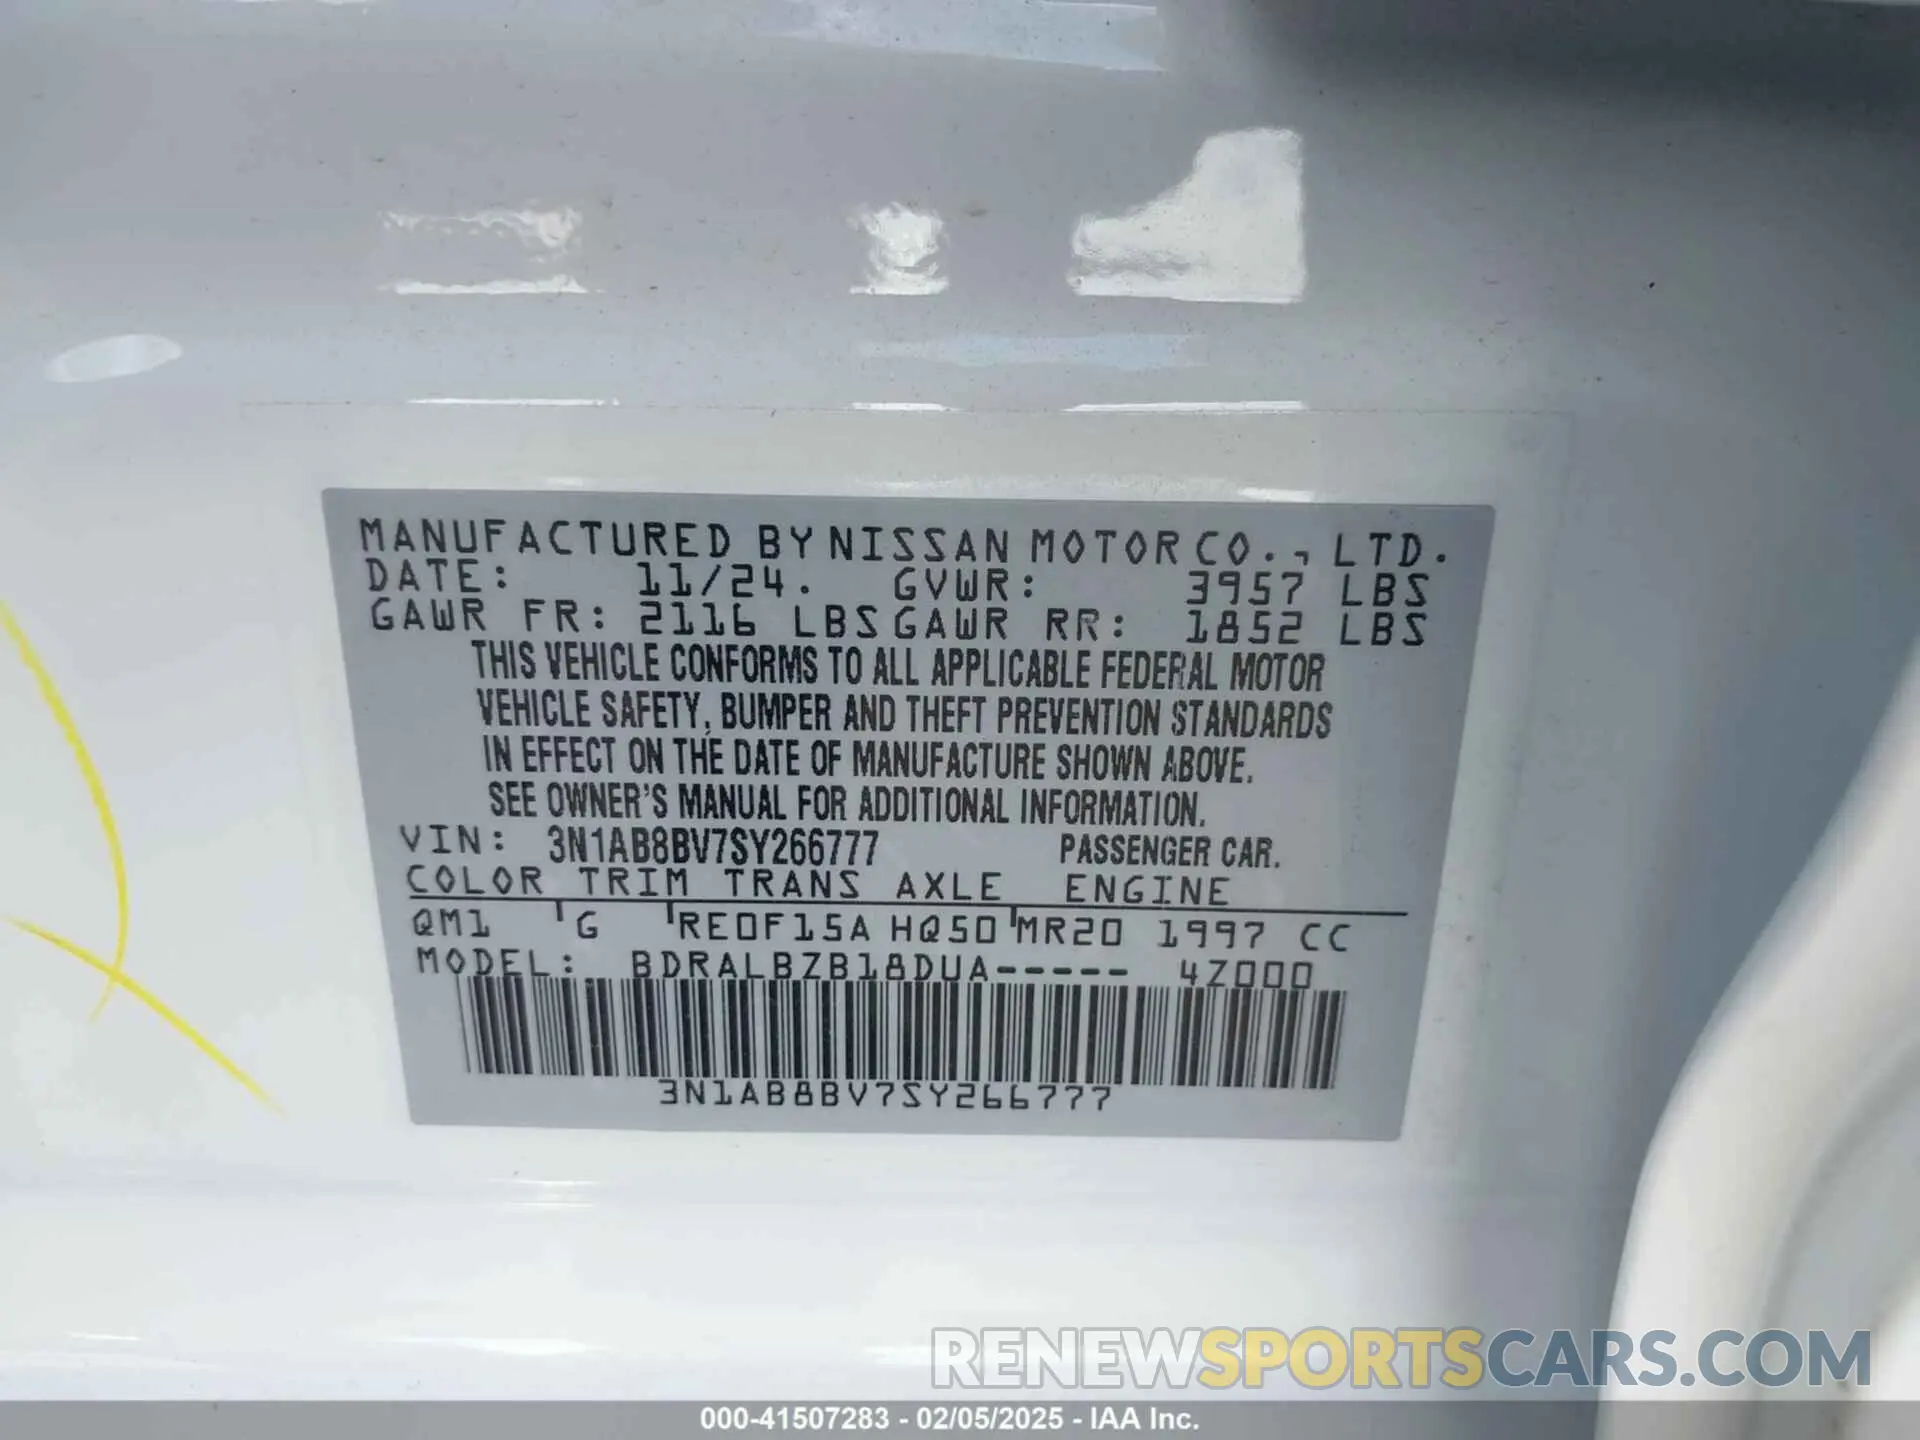 MANUFACTURED BY NISSAN MOTOR CO., LTD.
DATE: 11/24. GVWR: 3957 LBS
GAWR FR: 2116 LBS GAWR RR: 1852 LBS
THIS VEHICLE CONFORMS TO ALL APPLICABLE FEDERAL MOTOR
VEHICLE SAFETY, BUMPER AND THEFT PREVENTION STANDARDS
IN EFFECT ON THE DATE OF MANUFACTURE SHOWN ABOVE.
SEE OWNER'S MANUAL FOR ADDITIONAL INFORMATION.
VIN: 3N1AB8BV7SY266777 PASSENGER CAR.
COLOR TRIM TRANS AXLE ENGINE
QM1 G RE0F15A HQ50 MR20 1997 CC
MODEL: BDRALBZB18DUA----- 4Z000
3N1AB8BV7SY266777
RENEWSPORTSCARS.COM
000-41507283 - 02/05/2025 - IAA Inc.